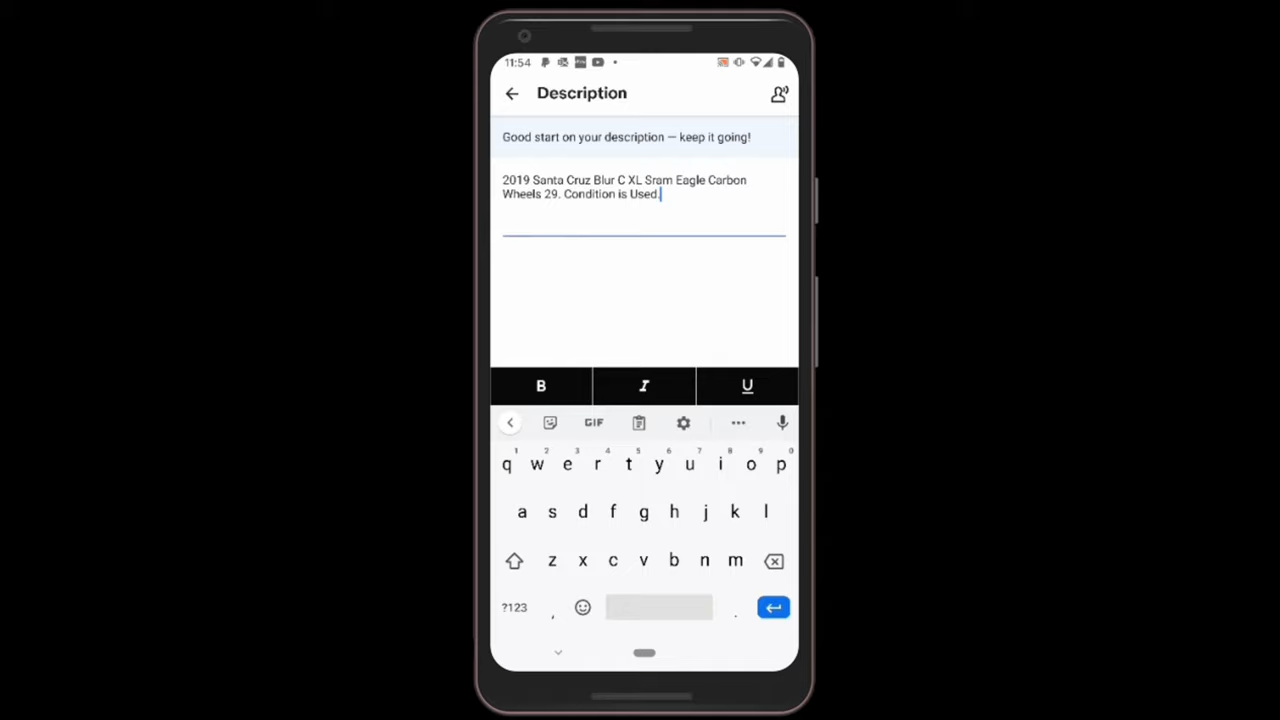 11:54
Description
Good start on your description — keep it going!
2019 Santa Cruz Blur C XL Sram Eagle Carbon
Wheels 29. Condition is Used.
B I U
GIF
1 2 3 4 5 6 7 8 9 0
q w e r t y u i o p
a s d f g h j k l
z x c v b n m
?123 , .